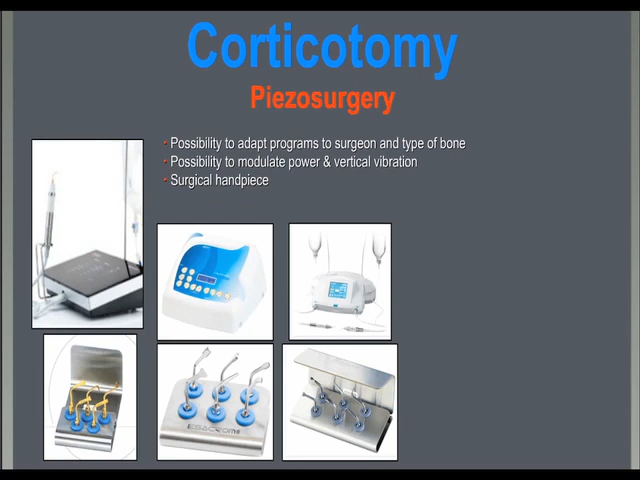 Corticotomy
Piezosurgery
Possibility to adapt programs to surgeon and type of bone
Possibility to modulate power & vertical vibration
Surgical handpiece
ESACROM